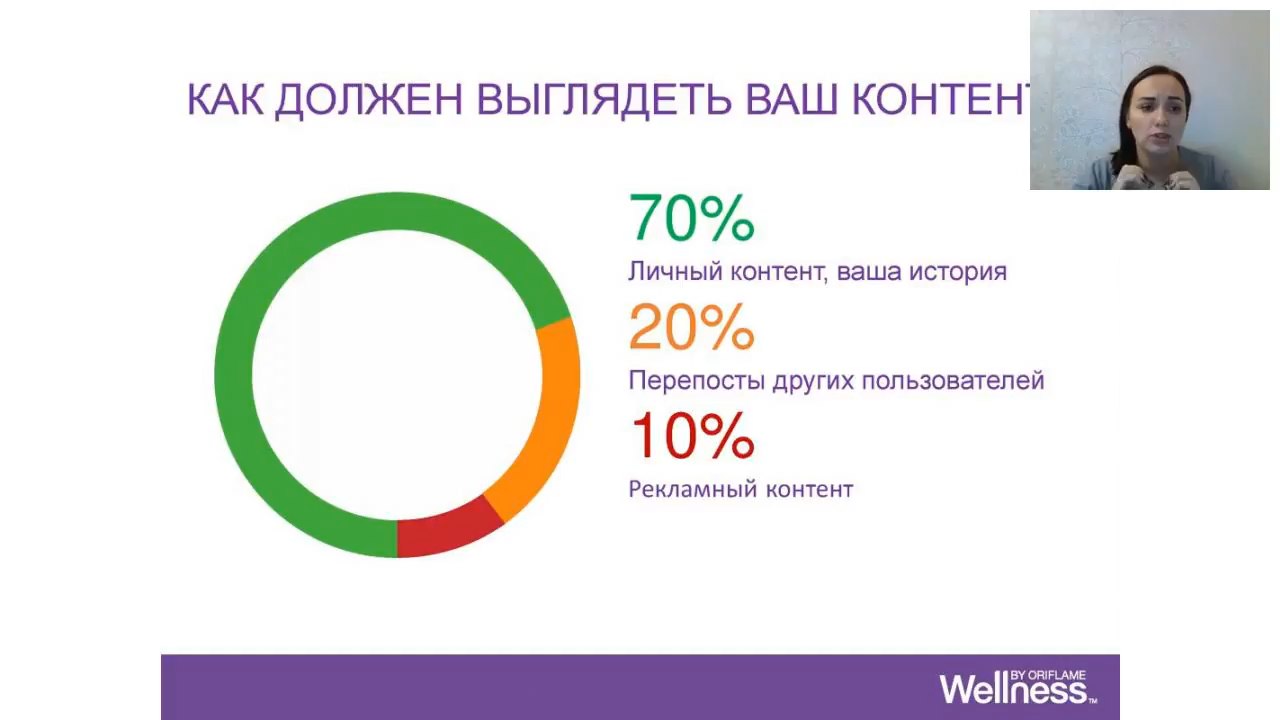 КАК ДОЛЖЕН ВЫГЛЯДЕТЬ ВАШ КОНТЕНТ
70%
Личный контент, ваша история
20%
Перепосты других пользователей
10%
Рекламный контент
BY ORIFLAME
Wellness™